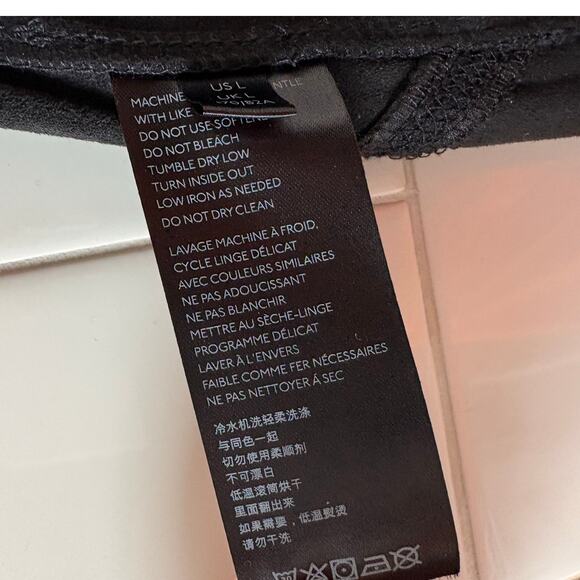 US L
UK L
170/82A
MACHINE NTLE
WITH LIKE
DO NOT USE SOFTENE
DO NOT BLEACH
TUMBLE DRY LOW
TURN INSIDE OUT
LOW IRON AS NEEDED
DO NOT DRY CLEAN
LAVAGE MACHINE À FROID,
CYCLE LINGE DÉLICAT
AVEC COULEURS SIMILAIRES
NE PAS ADOUCISSANT
NE PAS BLANCHIR
METTRE AU SÈCHE-LINGE
PROGRAMME DÉLICAT
LAVER À L'ENVERS
FAIBLE COMME FER NÉCESSAIRES
NE PAS NETTOYER Á SEC
冷水机洗轻柔洗涤
与同色一起
切勿使用柔顺剂
不可漂白
低温滚筒烘干
里面翻出来
如果需要，低温熨烫
请勿干洗